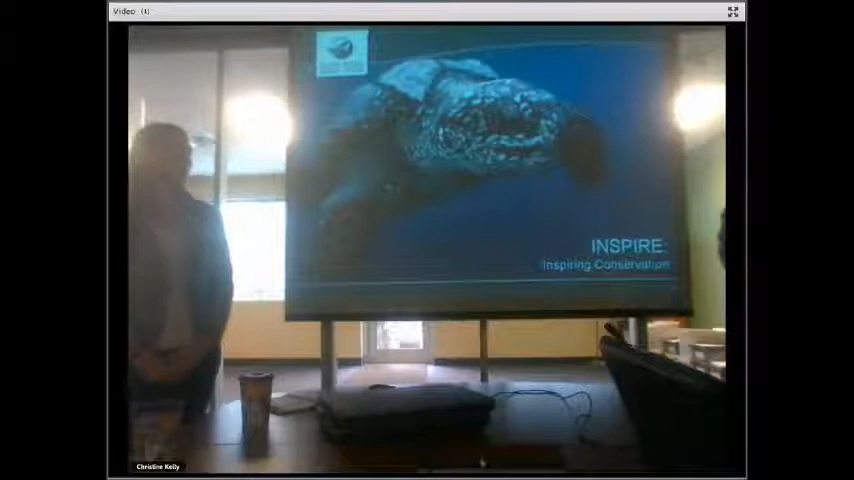 Video (1)
INSPIRE:
Inspiring Conservation
Christine Kelly